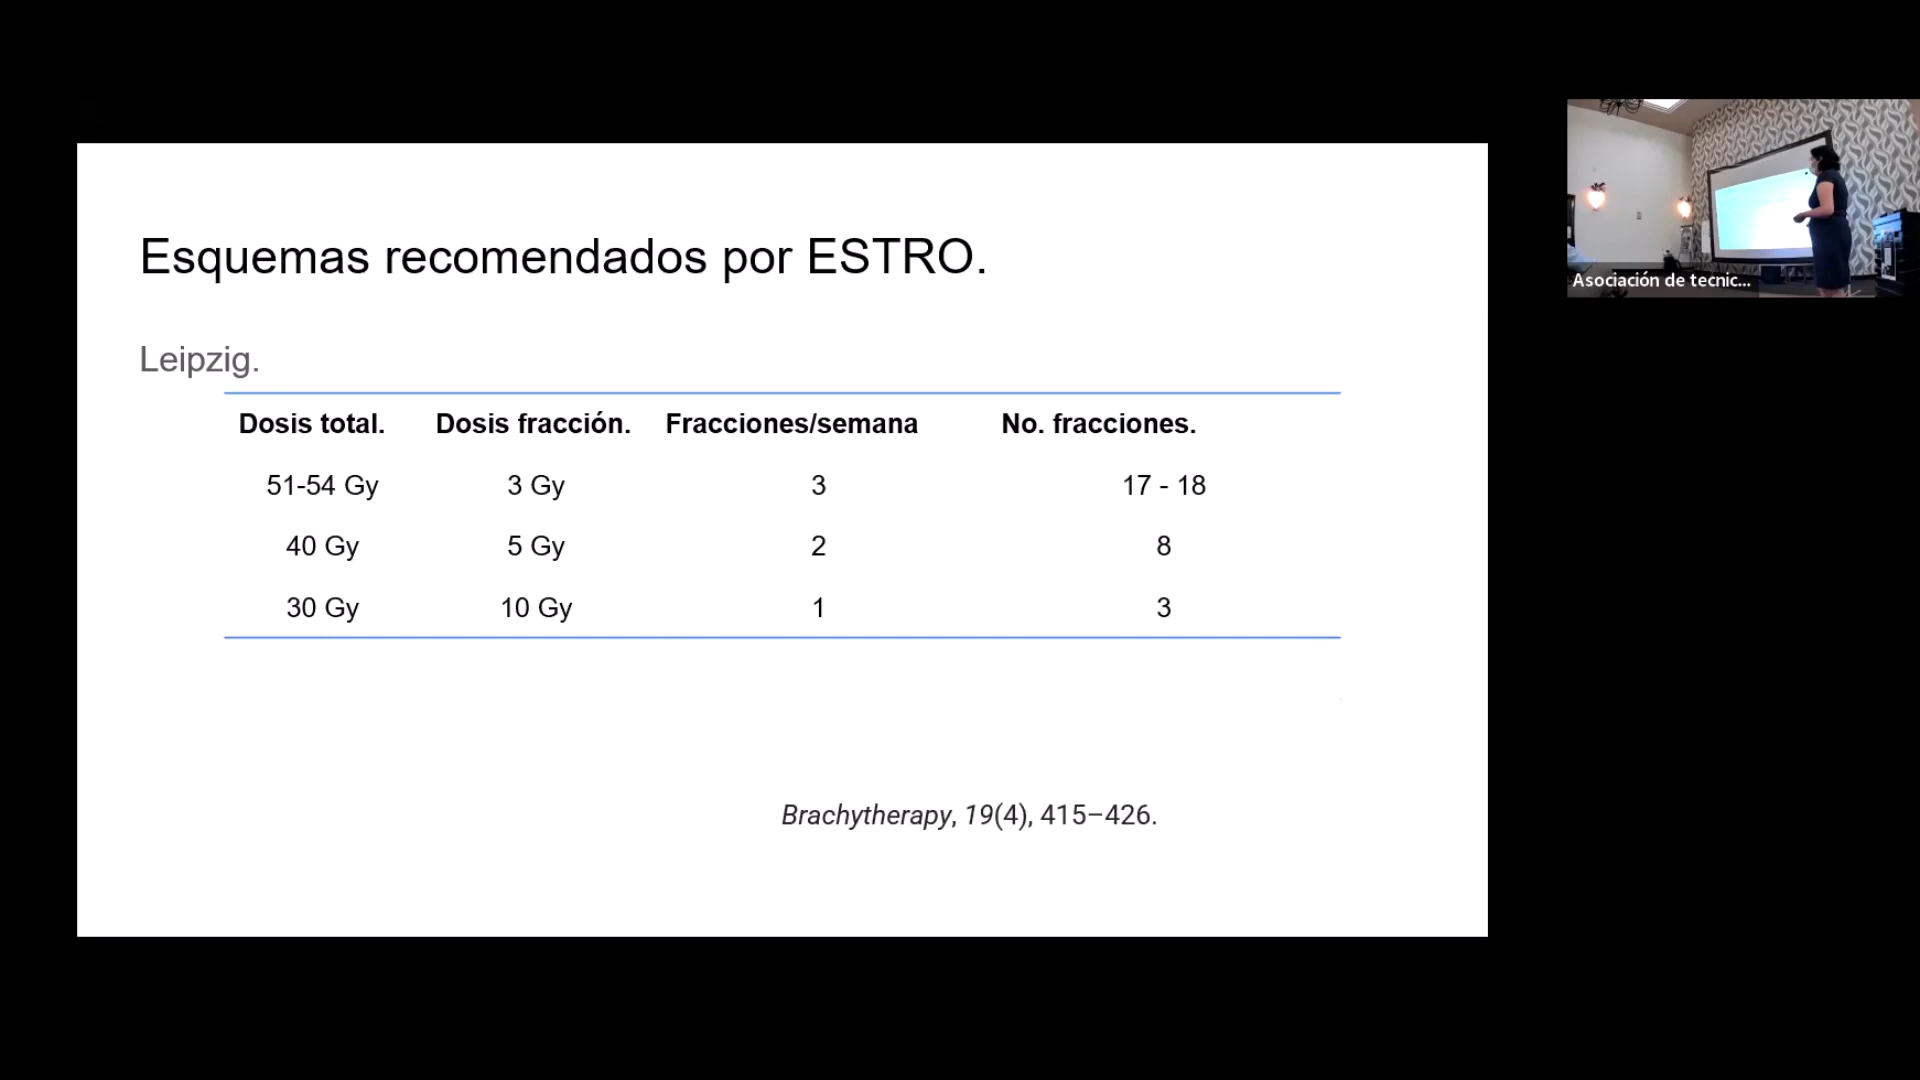 Esquemas recomendados por ESTRO.
Leipzig.
Dosis total. Dosis fracción. Fracciones/semana No. fracciones.
51-54 Gy 3 Gy 3 17 - 18
40 Gy 5 Gy 2 8
30 Gy 10 Gy 1 3
Brachytherapy, 19(4), 415–426.
Asociación de tecnic...